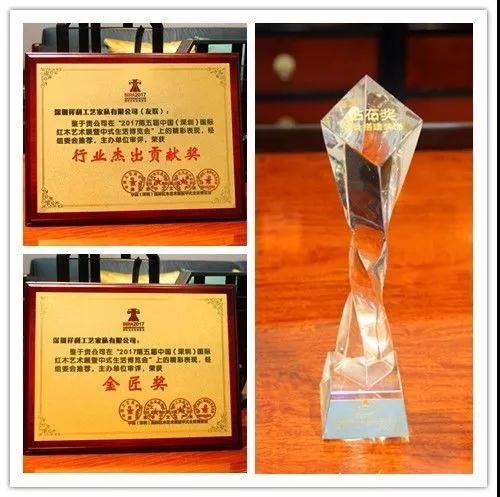 BIRIA2017
深圳祥利工艺家私有限公司（友联）：
鉴于贵公司在“2017第五届中国（深圳）国际
红木艺术展暨中式生活博览会”上的精彩表现，经
组委会推荐，主办单位审评，荣获
行业杰出贡献奖
BIRIA2017
深圳祥利工艺家私有限公司：
鉴于贵公司在“2017第五届中国（深圳）国际
红木艺术展暨中式生活博览会”上的精彩表现，经
组委会推荐，主办单位审评，荣获
金匠奖
钻石奖